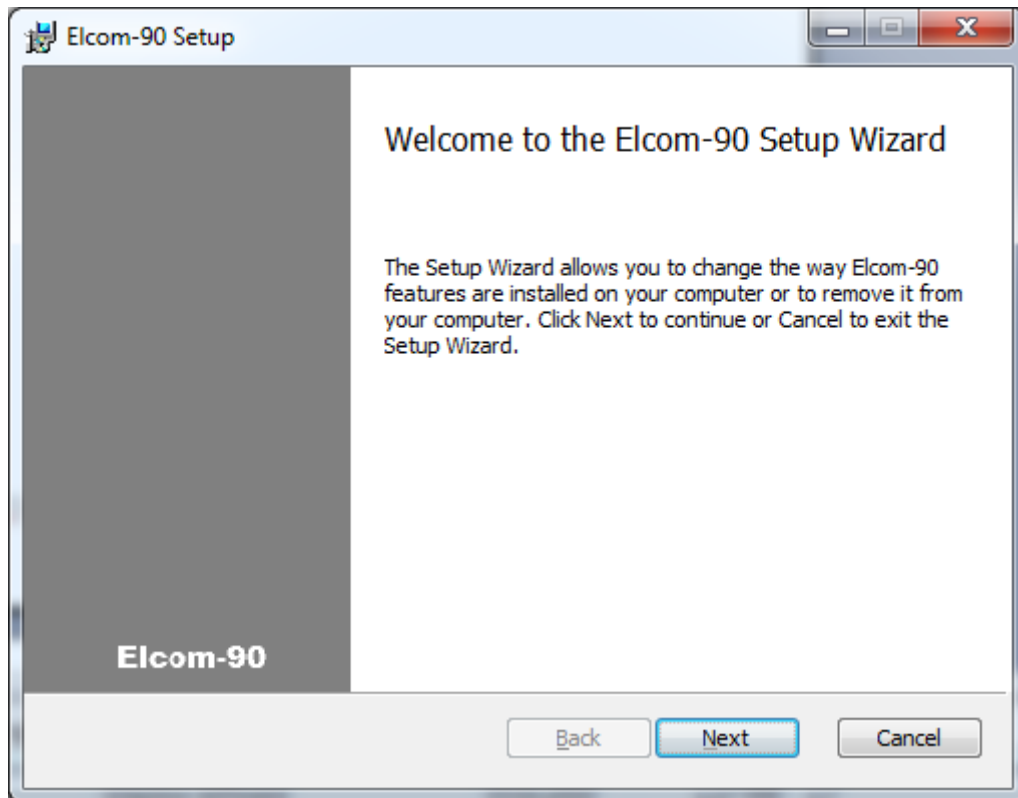 Elcom-90 Setup
Welcome to the Elcom-90 Setup Wizard
The Setup Wizard allows you to change the way Elcom-90
features are installed on your computer or to remove it from
your computer. Click Next to continue or Cancel to exit the
Setup Wizard.
Elcom-90
Back
Next
Cancel